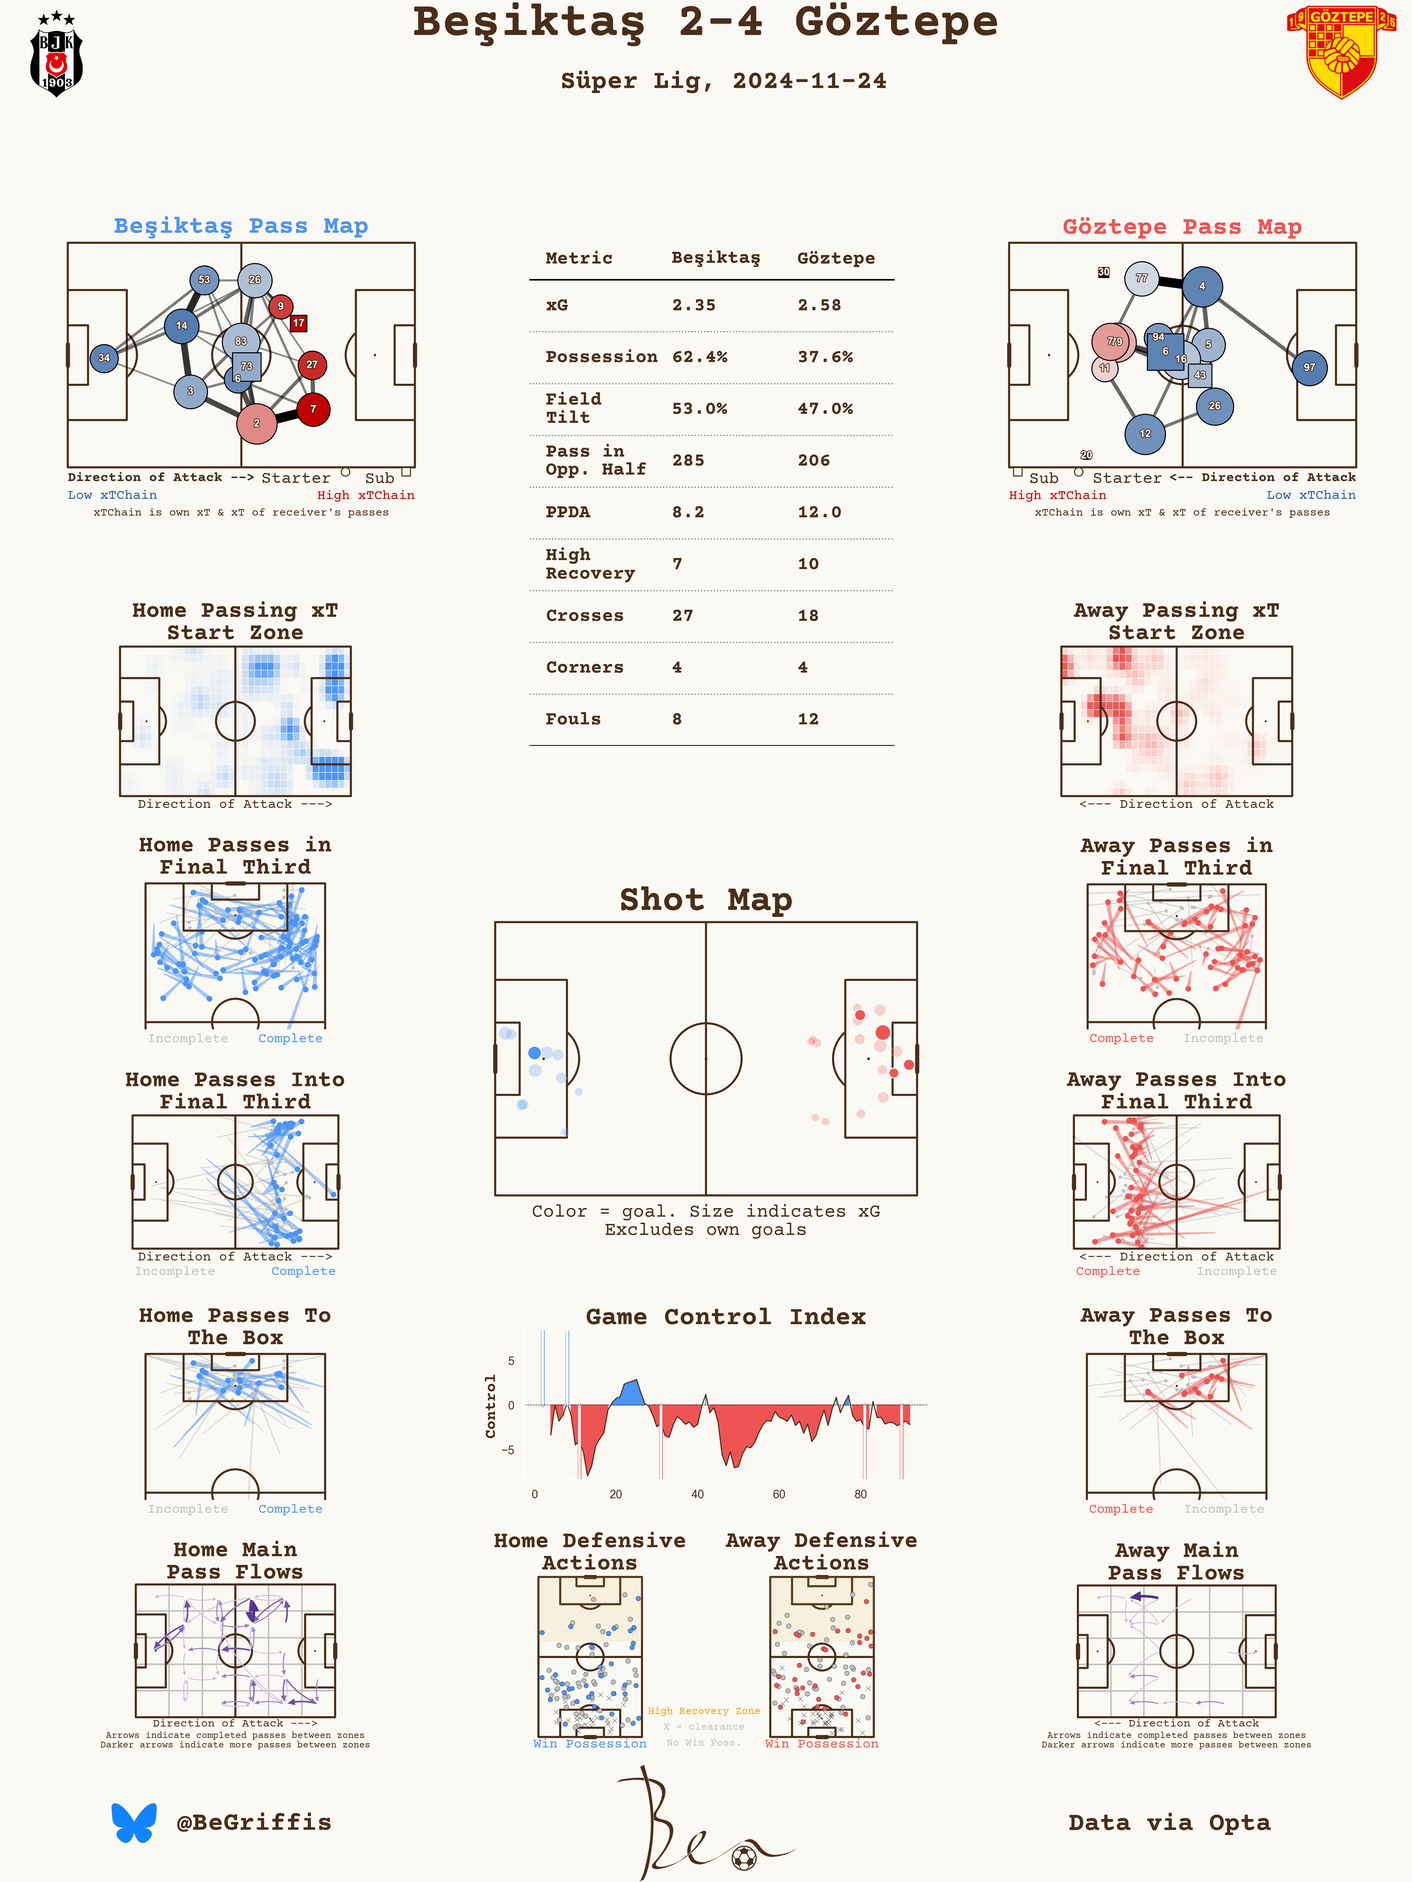 Beşiktaş 2-4 Göztepe
Süper Lig, 2024-11-24
BJK
1903
GÖZTEPE
19 25
Beşiktaş Pass Map
53
26
9
17
14
83
34
73
27
6
3
7
2
Direction of Attack --> Starter Sub
Low xTChain High xTChain
xTChain is own xT & xT of receiver's passes
Metric Beşiktaş Göztepe
xG 2.35 2.58
Possession 62.4% 37.6%
Field
Tilt 53.0% 47.0%
Pass in
Opp. Half 285 206
PPDA 8.2 12.0
High
Recovery 7 10
Crosses 27 18
Corners 4 4
Fouls 8 12
Göztepe Pass Map
30
77
4
94
79
5
6
16
11
43
97
26
12
20
Sub Starter <-- Direction of Attack
High xTChain Low xTChain
xTChain is own xT & xT of receiver's passes
Home Passing xT
Start Zone
Direction of Attack --->
Away Passing xT
Start Zone
<--- Direction of Attack
Home Passes in
Final Third
Incomplete Complete
Away Passes in
Final Third
Complete Incomplete
Shot Map
Color = goal. Size indicates xG
Excludes own goals
Home Passes Into
Final Third
Direction of Attack --->
Incomplete Complete
Away Passes Into
Final Third
<--- Direction of Attack
Complete Incomplete
Home Passes To
The Box
Incomplete Complete
Game Control Index
Control
5
0
−5
0 20 40 60 80
Away Passes To
The Box
Complete Incomplete
Home Main
Pass Flows
Direction of Attack --->
Arrows indicate completed passes between zones
Darker arrows indicate more passes between zones
Home Defensive
Actions
Win Possession
High Recovery Zone
X = clearance
No Win Poss.
Away Defensive
Actions
Win Possession
Away Main
Pass Flows
<--- Direction of Attack
Arrows indicate completed passes between zones
Darker arrows indicate more passes between zones
@BeGriffis
Ben
Data via Opta